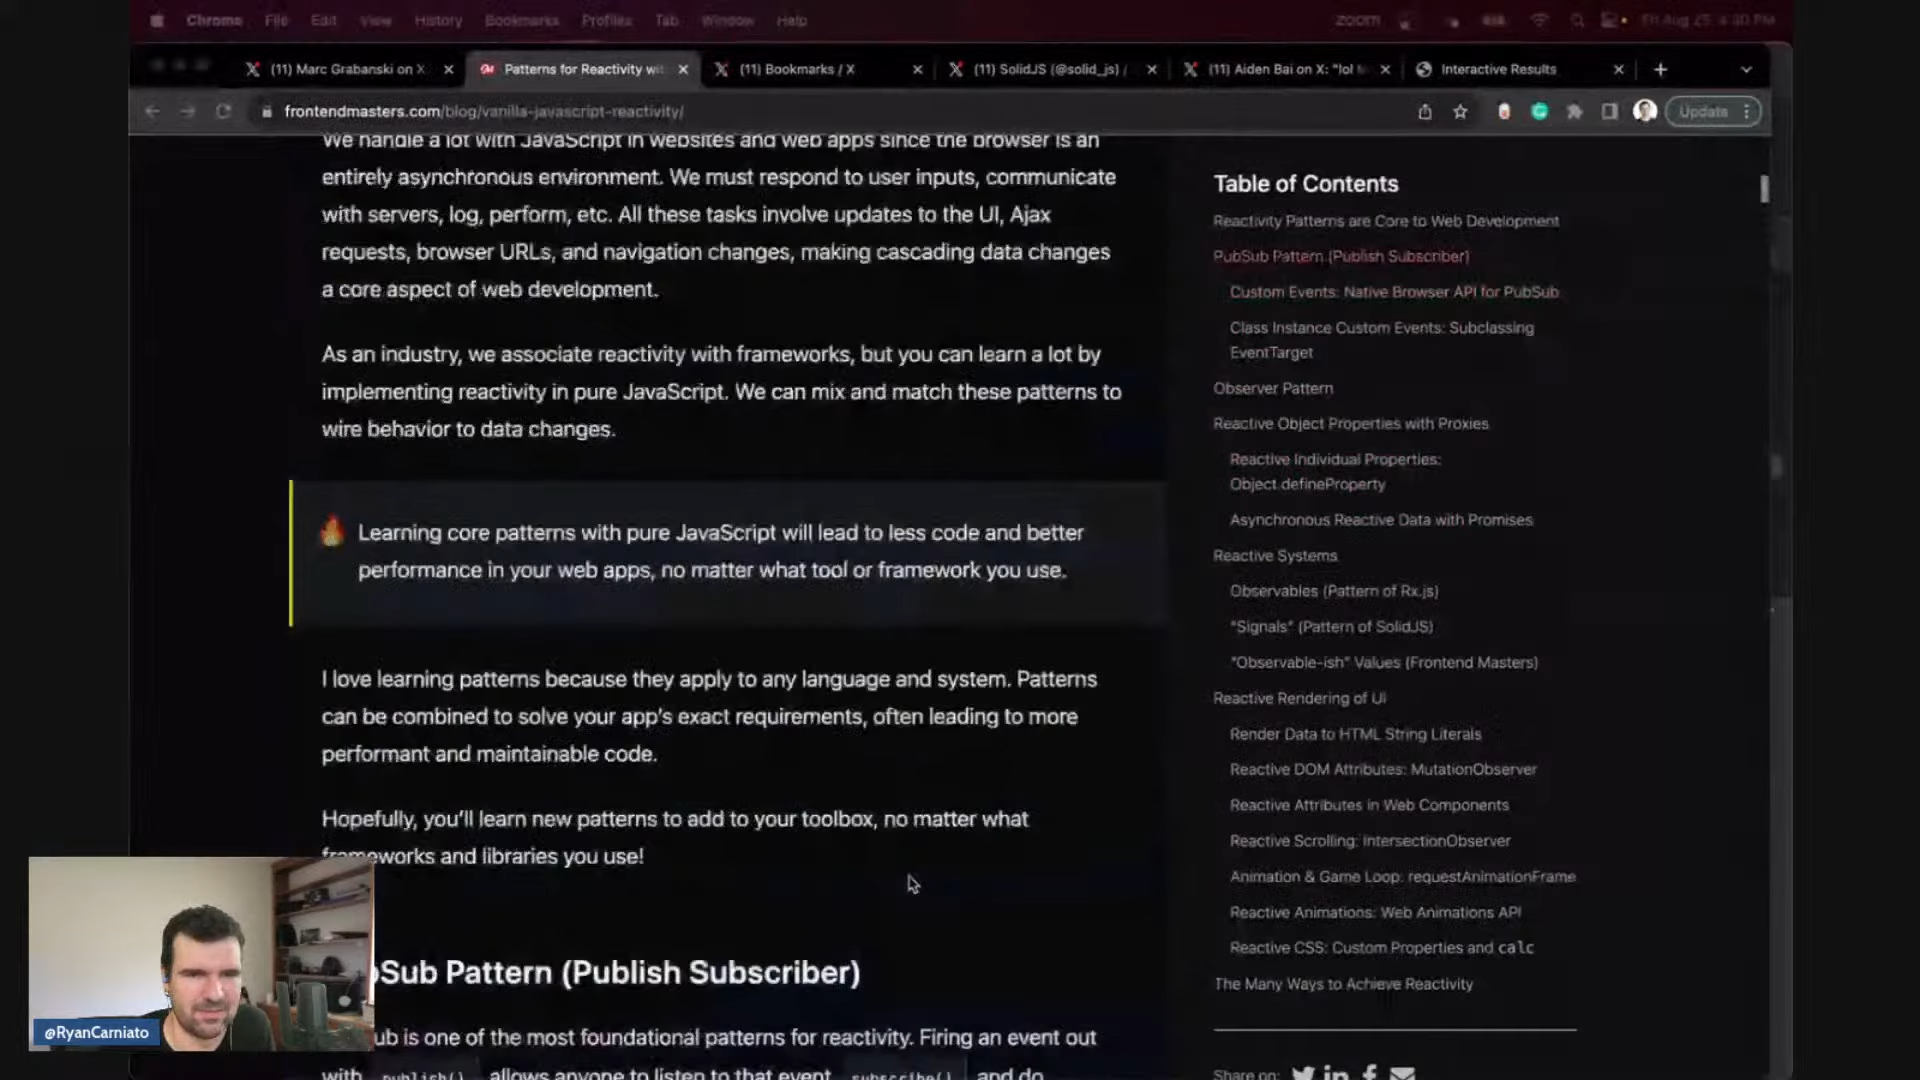 Chrome File Edit View History Bookmarks Profiles Tab Window Help
zoom Fri Aug 25 4:30 PM
(11) Marc Grabanski on X
Patterns for Reactivity wit
(11) Bookmarks / X
(11) SolidJS (@solid_js) /
(11) Aiden Bai on X: "lol
Interactive Results
frontendmasters.com/blog/vanilla-javascript-reactivity/
Update
We handle a lot with JavaScript in websites and web apps since the browser is an
entirely asynchronous environment. We must respond to user inputs, communicate
with servers, log, perform, etc. All these tasks involve updates to the UI, Ajax
requests, browser URLs, and navigation changes, making cascading data changes
a core aspect of web development.
As an industry, we associate reactivity with frameworks, but you can learn a lot by
implementing reactivity in pure JavaScript. We can mix and match these patterns to
wire behavior to data changes.
Learning core patterns with pure JavaScript will lead to less code and better
performance in your web apps, no matter what tool or framework you use.
I love learning patterns because they apply to any language and system. Patterns
can be combined to solve your app's exact requirements, often leading to more
performant and maintainable code.
Hopefully, you'll learn new patterns to add to your toolbox, no matter what
frameworks and libraries you use!
bSub Pattern (Publish Subscriber)
ub is one of the most foundational patterns for reactivity. Firing an event out
with publish() allows anyone to listen to that event subscribe() and do
Table of Contents
Reactivity Patterns are Core to Web Development
PubSub Pattern (Publish Subscriber)
Custom Events: Native Browser API for PubSub
Class Instance Custom Events: Subclassing
EventTarget
Observer Pattern
Reactive Object Properties with Proxies
Reactive Individual Properties:
Object.defineProperty
Asynchronous Reactive Data with Promises
Reactive Systems
Observables (Pattern of Rx.js)
"Signals" (Pattern of SolidJS)
"Observable-ish" Values (Frontend Masters)
Reactive Rendering of UI
Render Data to HTML String Literals
Reactive DOM Attributes: MutationObserver
Reactive Attributes in Web Components
Reactive Scrolling: IntersectionObserver
Animation & Game Loop: requestAnimationFrame
Reactive Animations: Web Animations API
Reactive CSS: Custom Properties and calc
The Many Ways to Achieve Reactivity
Share on:
@RyanCarniato